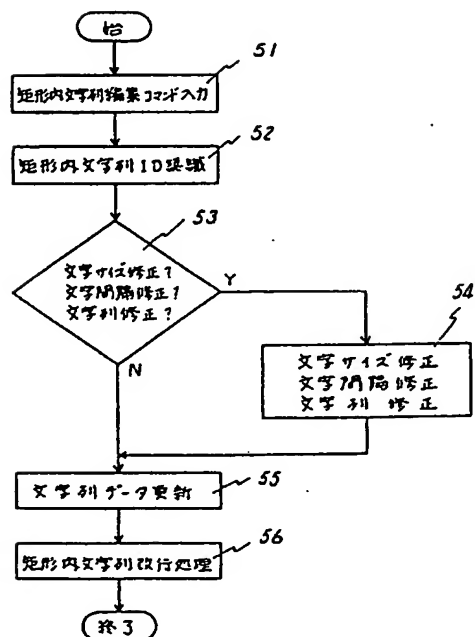 始
51
矩形内文字列編集コマンド入力
52
矩形内文字列ID認識
53
文字サイズ修正?
文字間隔修正?
文字列修正?
Y
N
54
文字サイズ修正
文字間隔修正
文字列修正
55
文字列データ更新
56
矩形内文字列改行処理
終了